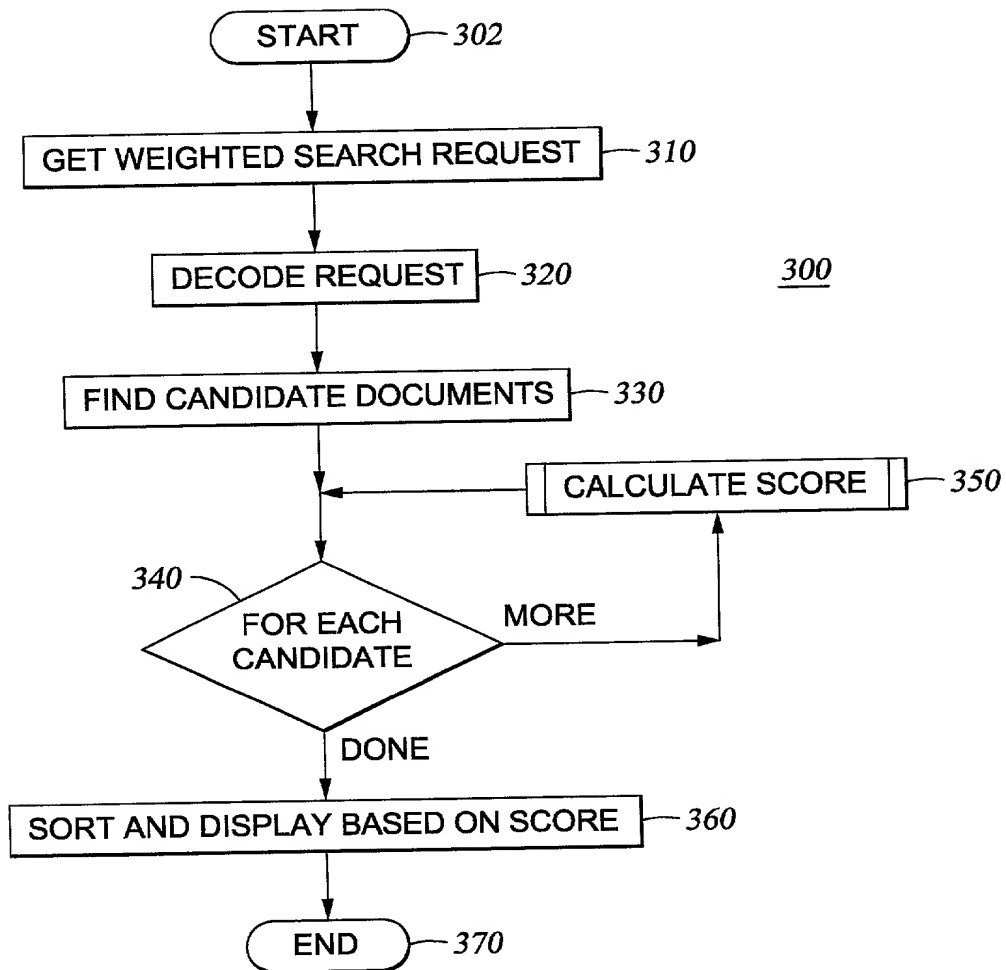 START 302
GET WEIGHTED SEARCH REQUEST 310
DECODE REQUEST 320
300
FIND CANDIDATE DOCUMENTS 330
CALCULATE SCORE 350
340
FOR EACH
CANDIDATE
MORE
DONE
SORT AND DISPLAY BASED ON SCORE 360
END 370